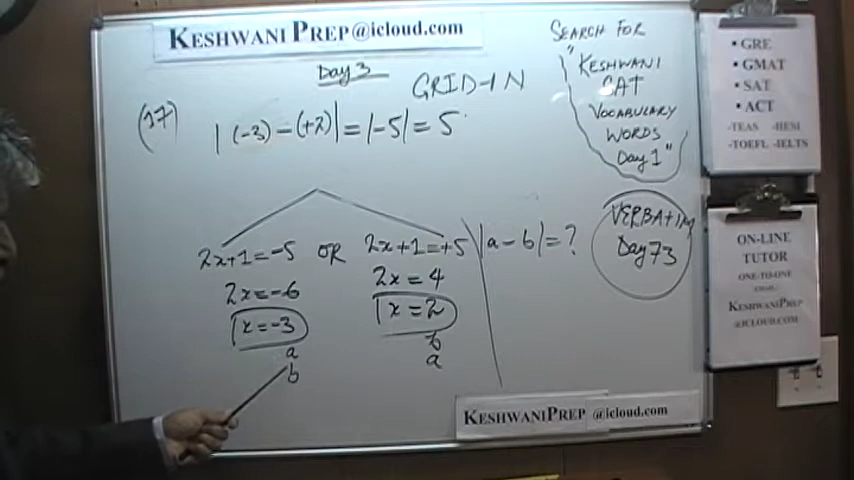 KESHWANIPREP@icloud.com
Day 3
GRID-IN
(17)
|(-3)-(+2)|=|-5|=5
2x+1=-5 OR 2x+1=+5
2x=-6
x=-3
a
b
2x=4
x=2
b
a
|a-b|=?
SEARCH FOR
"KESHWANI
SAT
VOCABULARY
WORDS
Day 1"
VERBATIM
Day 73
• GRE
• GMAT
• SAT
• ACT
-TEAS -HESI
-TOEFL -IELTS
ON-LINE
TUTOR
ONE-TO-ONE
KESHWANIPREP
@ICLOUD.COM
KESHWANIPREP @icloud.com